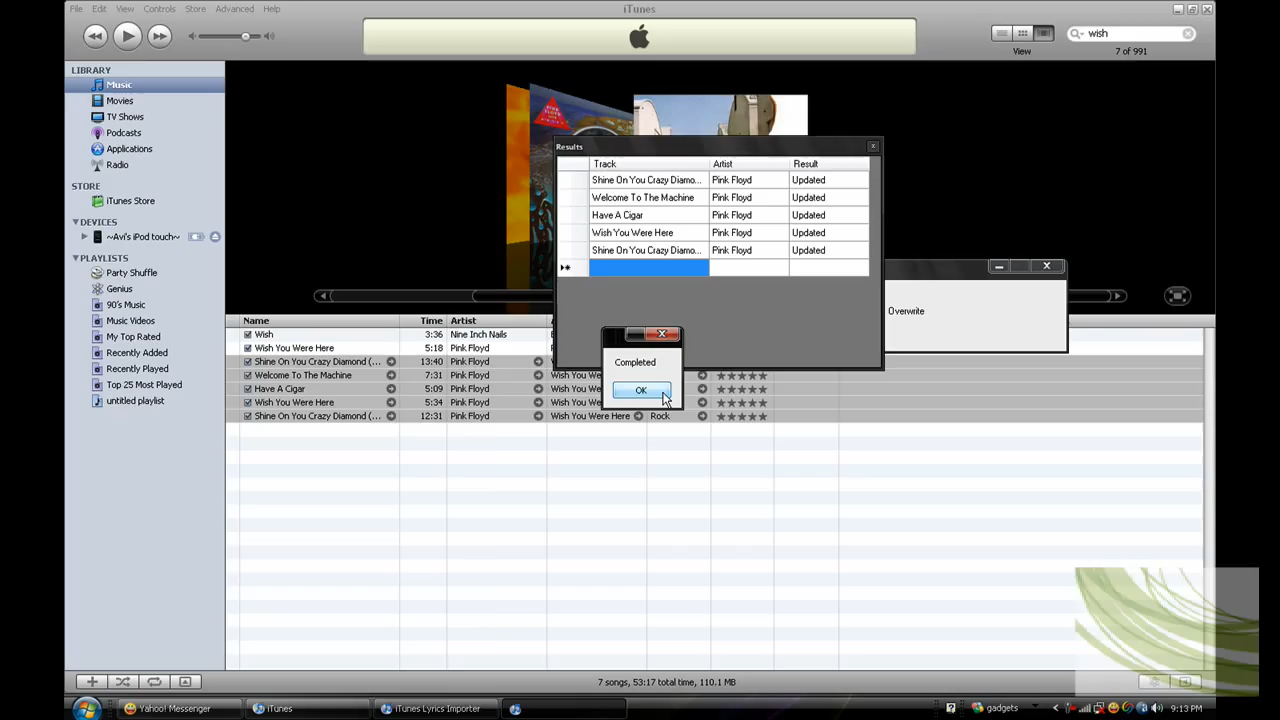 File Edit View Controls Store Advanced Help
iTunes
wish
View
7 of 991
LIBRARY
Music
Movies
TV Shows
Podcasts
Applications
Radio
STORE
iTunes Store
DEVICES
~Avi's iPod touch~
PLAYLISTS
Party Shuffle
Genius
90's Music
Music Videos
My Top Rated
Recently Added
Recently Played
Top 25 Most Played
untitled playlist
Results
Track Artist Result
Shine On You Crazy Diamo... Pink Floyd Updated
Welcome To The Machine Pink Floyd Updated
Have A Cigar Pink Floyd Updated
Wish You Were Here Pink Floyd Updated
Shine On You Crazy Diamo... Pink Floyd Updated
Overwrite
Completed
OK
Name Time Artist
Wish 3:36 Nine Inch Nails
Wish You Were Here 5:18 Pink Floyd
Shine On You Crazy Diamond (... 13:40 Pink Floyd
Welcome To The Machine 7:31 Pink Floyd Wish You We
Have A Cigar 5:09 Pink Floyd Wish You We
Wish You Were Here 5:34 Pink Floyd Wish You We
Shine On You Crazy Diamond (... 12:31 Pink Floyd Wish You Were Here Rock
7 songs, 53:17 total time, 110.1 MB
Yahoo! Messenger
iTunes
iTunes Lyrics Importer
gadgets
9:13 PM